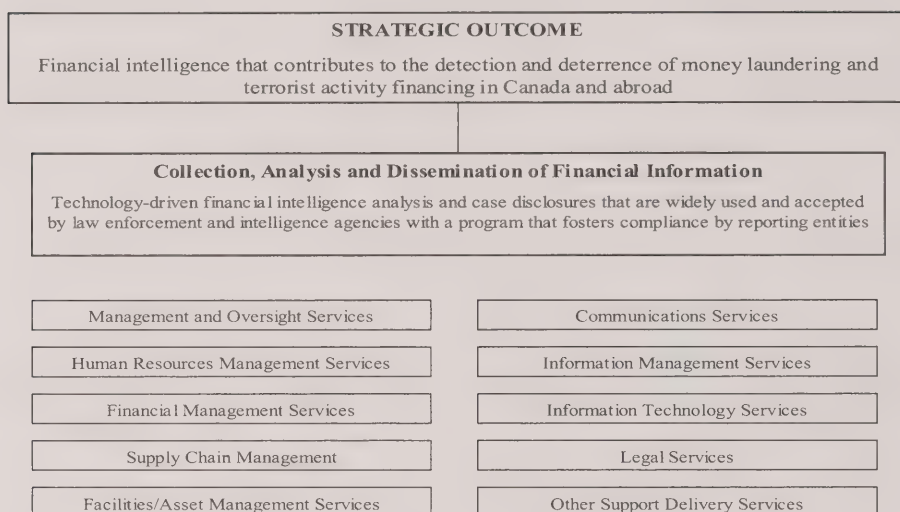 STRATEGIC OUTCOME
Financial intelligence that contributes to the detection and deterrence of money laundering and
terrorist activity financing in Canada and abroad
Collection, Analysis and Dissemination of Financial Information
Technology-driven financial intelligence analysis and case disclosures that are widely used and accepted
by law enforcement and intelligence agencies with a program that fosters compliance by reporting entities
Management and Oversight Services
Communications Services
Human Resources Management Services
Information Management Services
Financial Management Services
Information Technology Services
Supply Chain Management
Legal Services
Facilities/Asset Management Services
Other Support Delivery Services